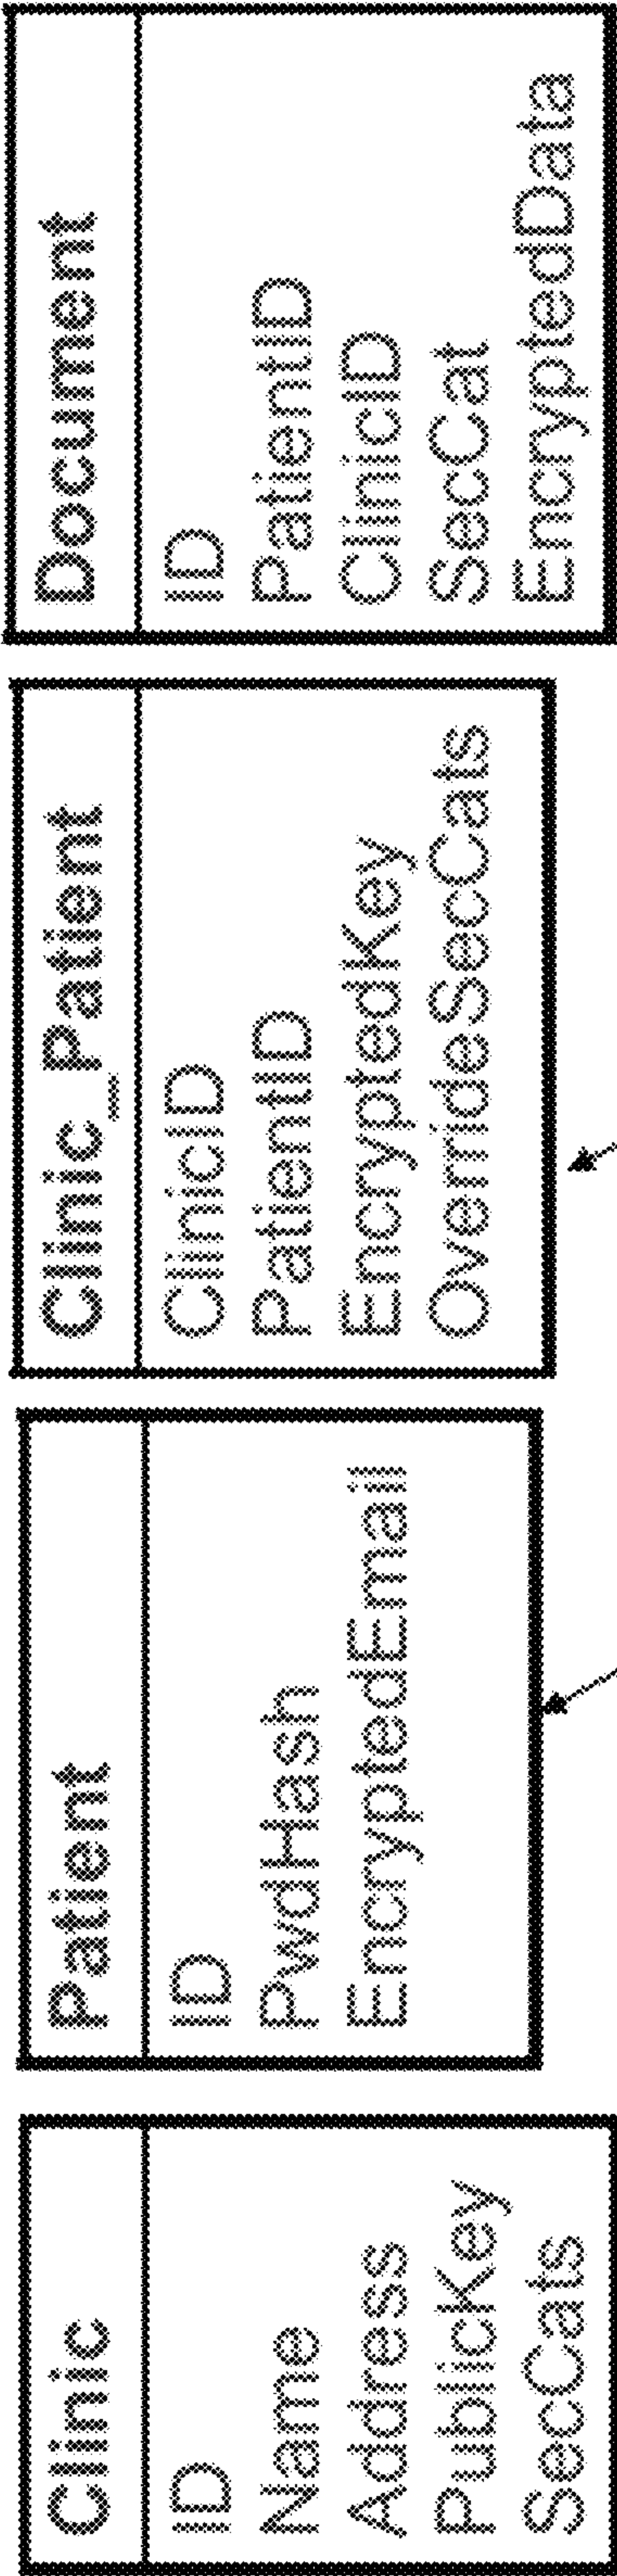 Clinic
ID
Name
Address
PublicKey
SecCats
Patient
ID
PwdHash
EncryptedEmail
Clinic_Patient
ClinicID
PatientID
EncryptedKey
OverrideSecCats
Document
ID
PatientID
ClinicID
SecCat
EncryptedData